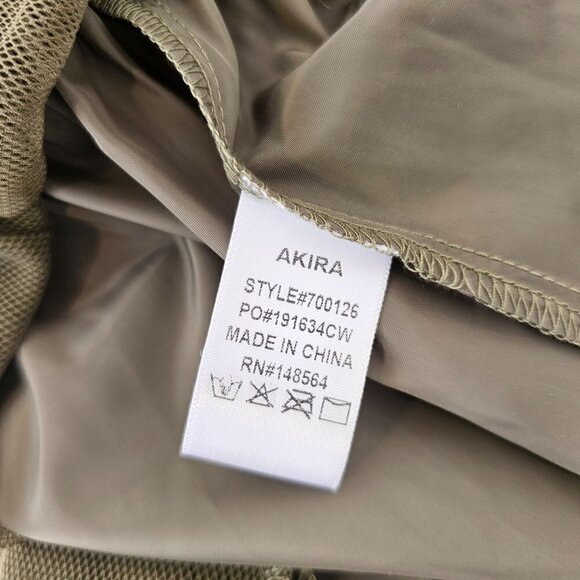 AKIRA
STYLE#700126
PO#191634CW
MADE IN CHINA
RN#148564